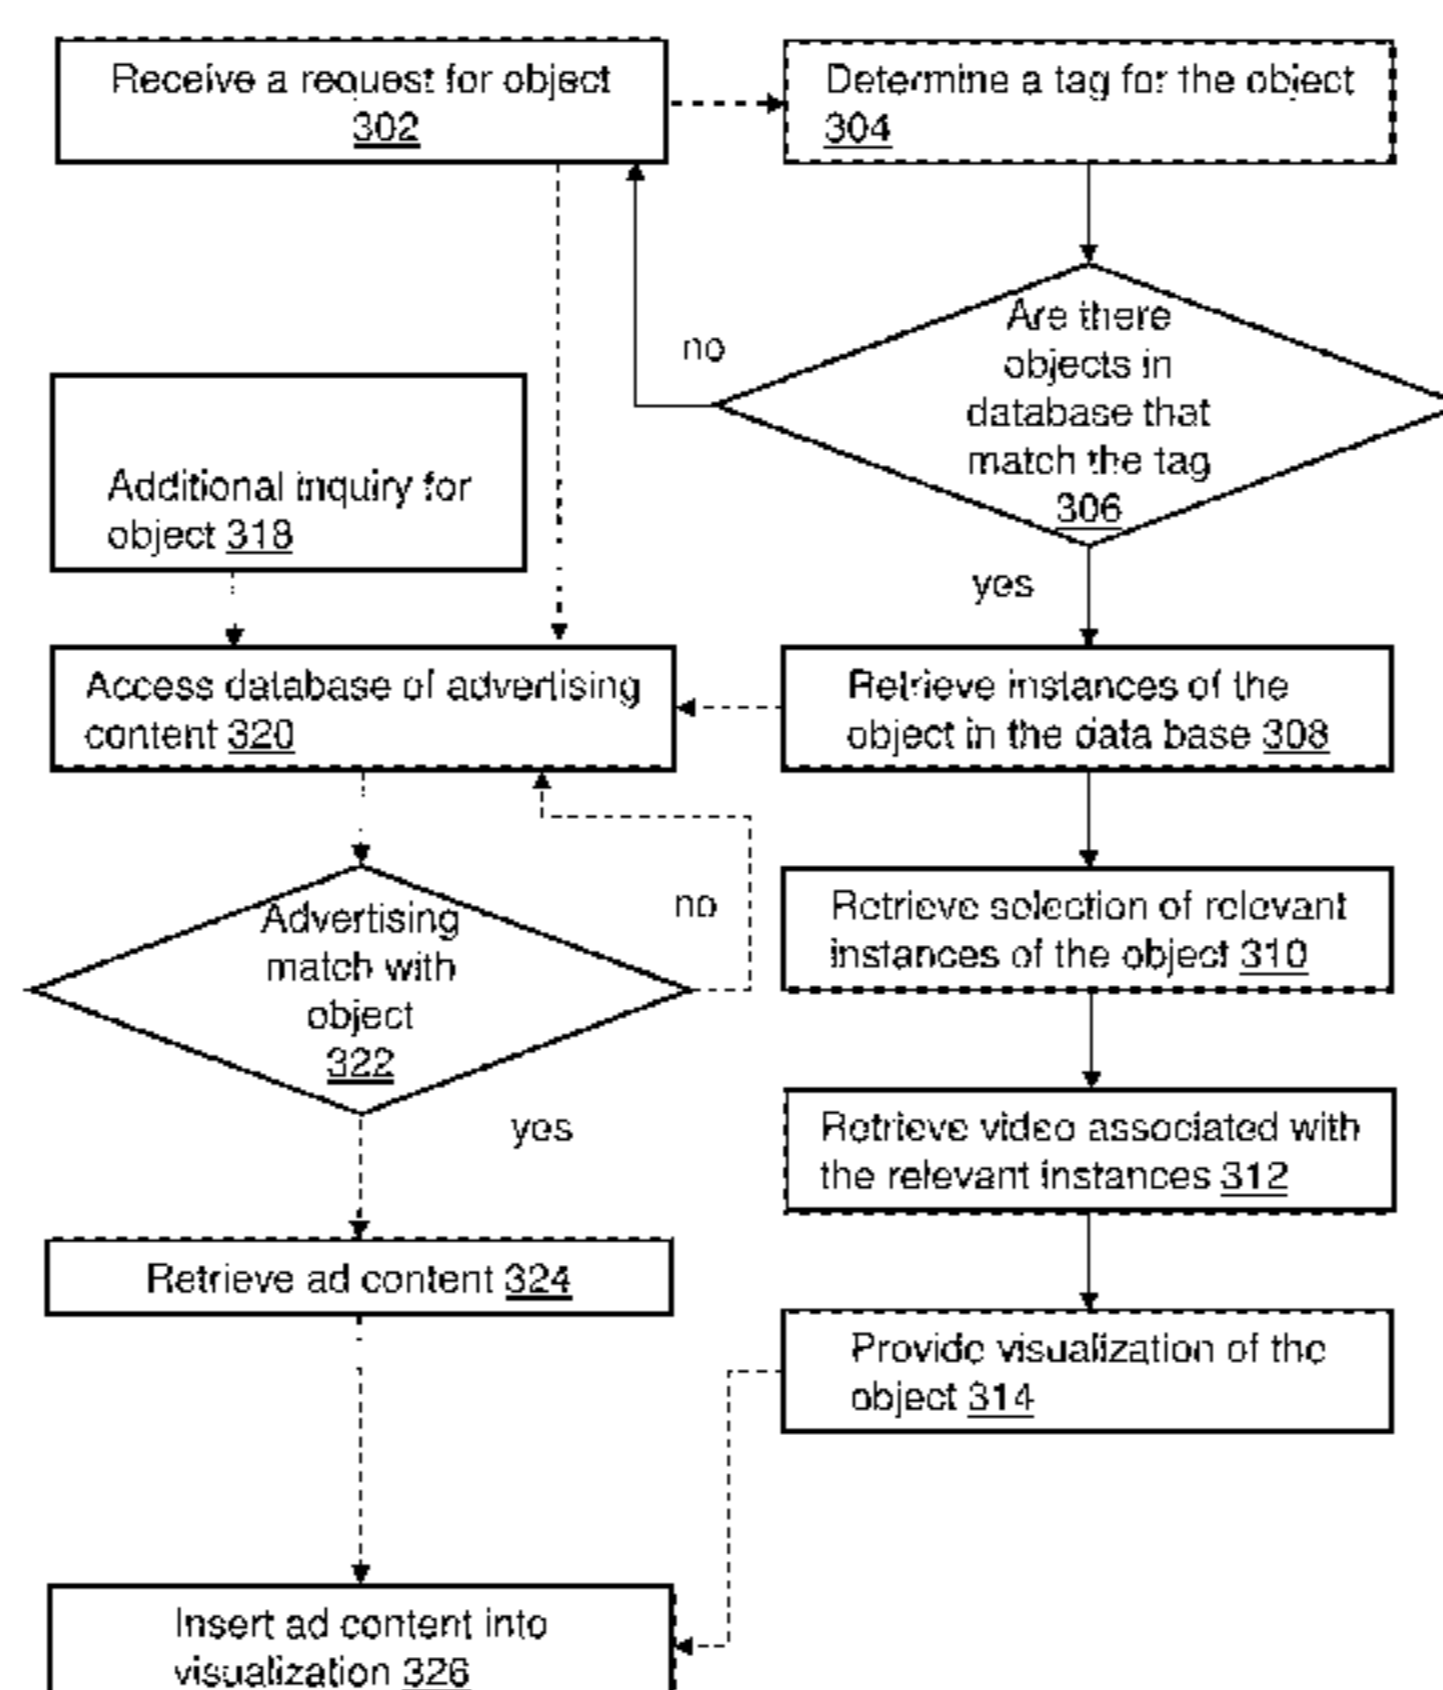 Receive a request for object
302
Determine a tag for the object
304
Are there
objects in
database that
match the tag
306
no
yes
Additional inquiry for
object 318
Access database of advertising
content 320
Retrieve instances of the
object in the data base 308
Advertising
match with
object
322
no
yes
Retrieve selection of relevant
instances of the object 310
Retrieve video associated with
the relevant instances 312
Retrieve ad content 324
Provide visualization of the
object 314
Insert ad content into
visualization 326